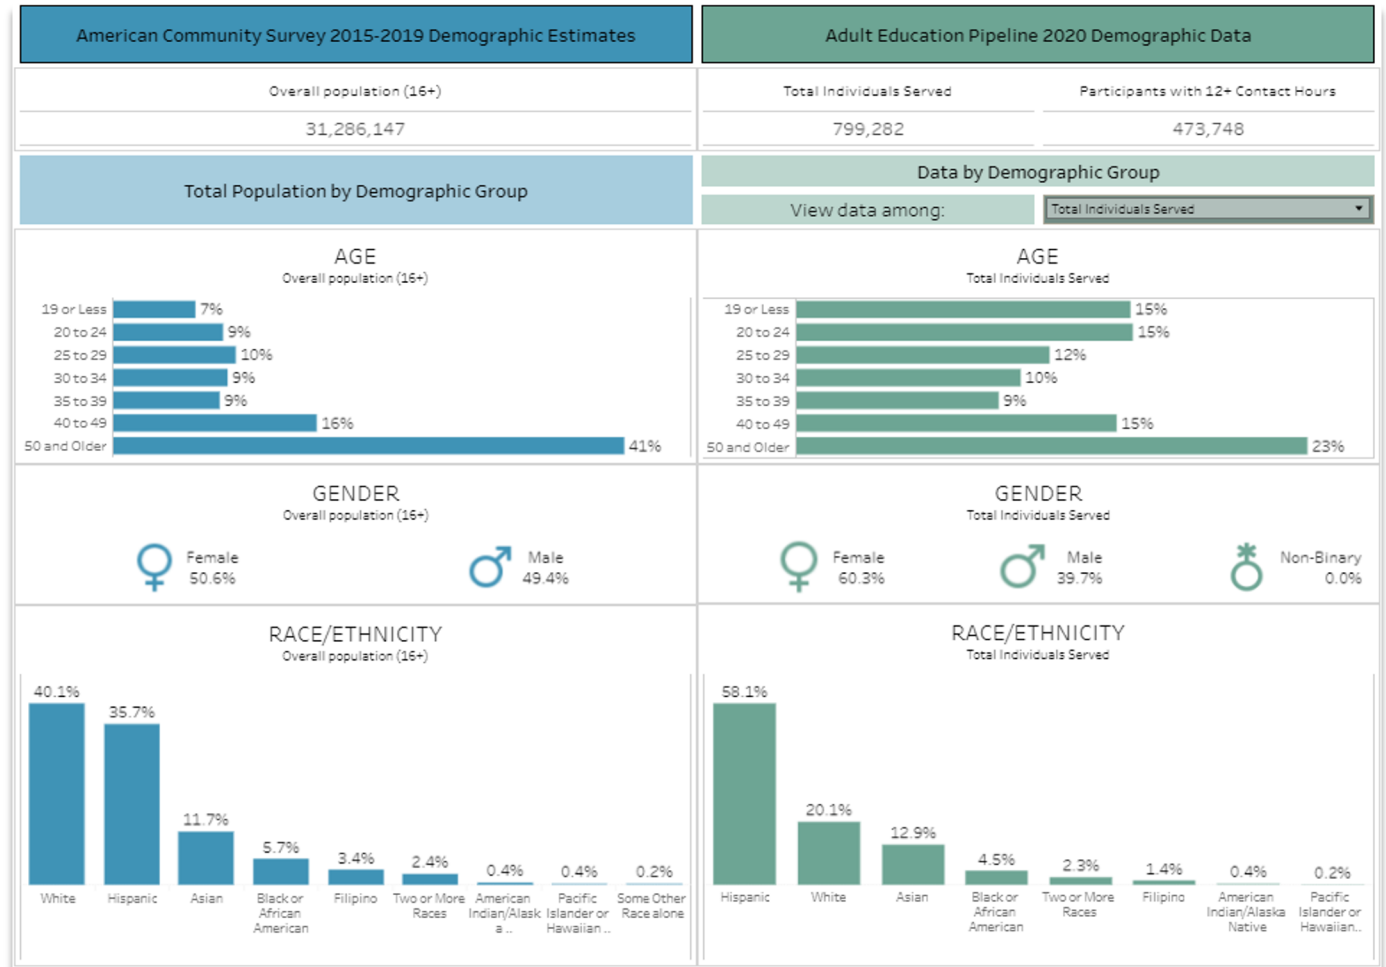 American Community Survey 2015-2019 Demographic Estimates
Overall population (16+)
31,286,147
Total Population by Demographic Group
AGE
Overall population (16+)
19 or Less 7%
20 to 24 9%
25 to 29 10%
30 to 34 9%
35 to 39 9%
40 to 49 16%
50 and Older 41%
GENDER
Overall population (16+)
Female
50.6%
Male
49.4%
RACE/ETHNICITY
Overall population (16+)
40.1%
35.7%
11.7%
5.7%
3.4%
2.4%
0.4%
0.4%
0.2%
White
Hispanic
Asian
Black or
African
American
Filipino
Two or More
Races
American
Indian/Alask
a ..
Pacific
Islander or
Hawaiian ..
Some Other
Race alone
Adult Education Pipeline 2020 Demographic Data
Total Individuals Served
799,282
Participants with 12+ Contact Hours
473,748
Data by Demographic Group
View data among:
Total Individuals Served
AGE
Total Individuals Served
19 or Less 15%
20 to 24 15%
25 to 29 12%
30 to 34 10%
35 to 39 9%
40 to 49 15%
50 and Older 23%
GENDER
Total Individuals Served
Female
60.3%
Male
39.7%
Non-Binary
0.0%
RACE/ETHNICITY
Total Individuals Served
58.1%
20.1%
12.9%
4.5%
2.3%
1.4%
0.4%
0.2%
Hispanic
White
Asian
Black or
African
American
Two or More
Races
Filipino
American
Indian/Alaska
Native
Pacific
Islander or
Hawaiian..